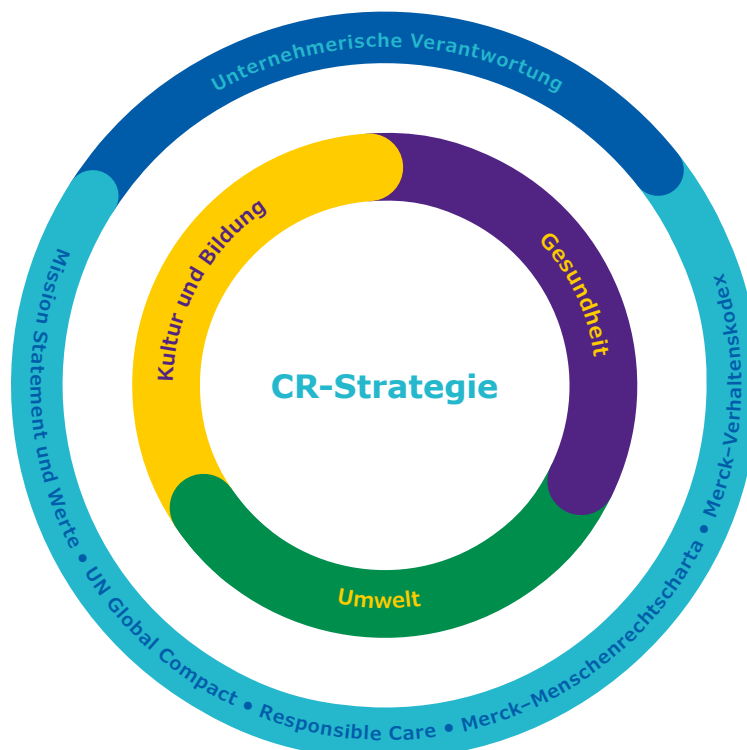 Unternehmerische Verantwortung
Kultur und Bildung
Gesundheit
CR-Strategie
Umwelt
Mission Statement und Werte • UN Global Compact • Responsible Care • Merck–Menschenrechtscharta • Merck–Verhaltenskodex